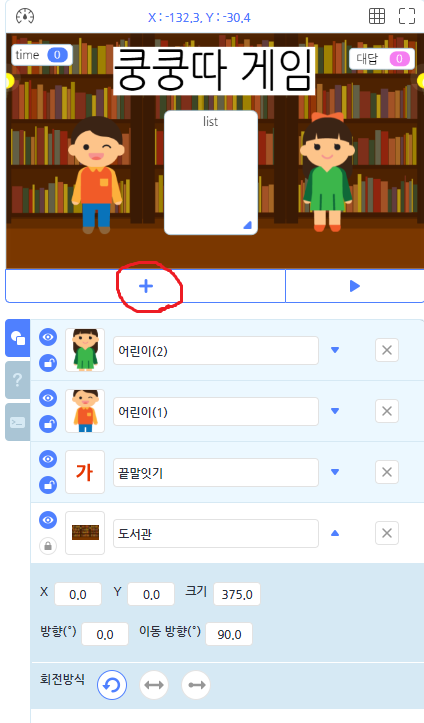 X : -132.3, Y : -30.4
time 0
쿵쿵따 게임
대답 0
list
어린이(2)
어린이(1)
가
끝말잇기
도서관
X 0.0 Y 0.0 크기 375.0
방향(°) 0.0 이동 방향(°) 90.0
회전방식